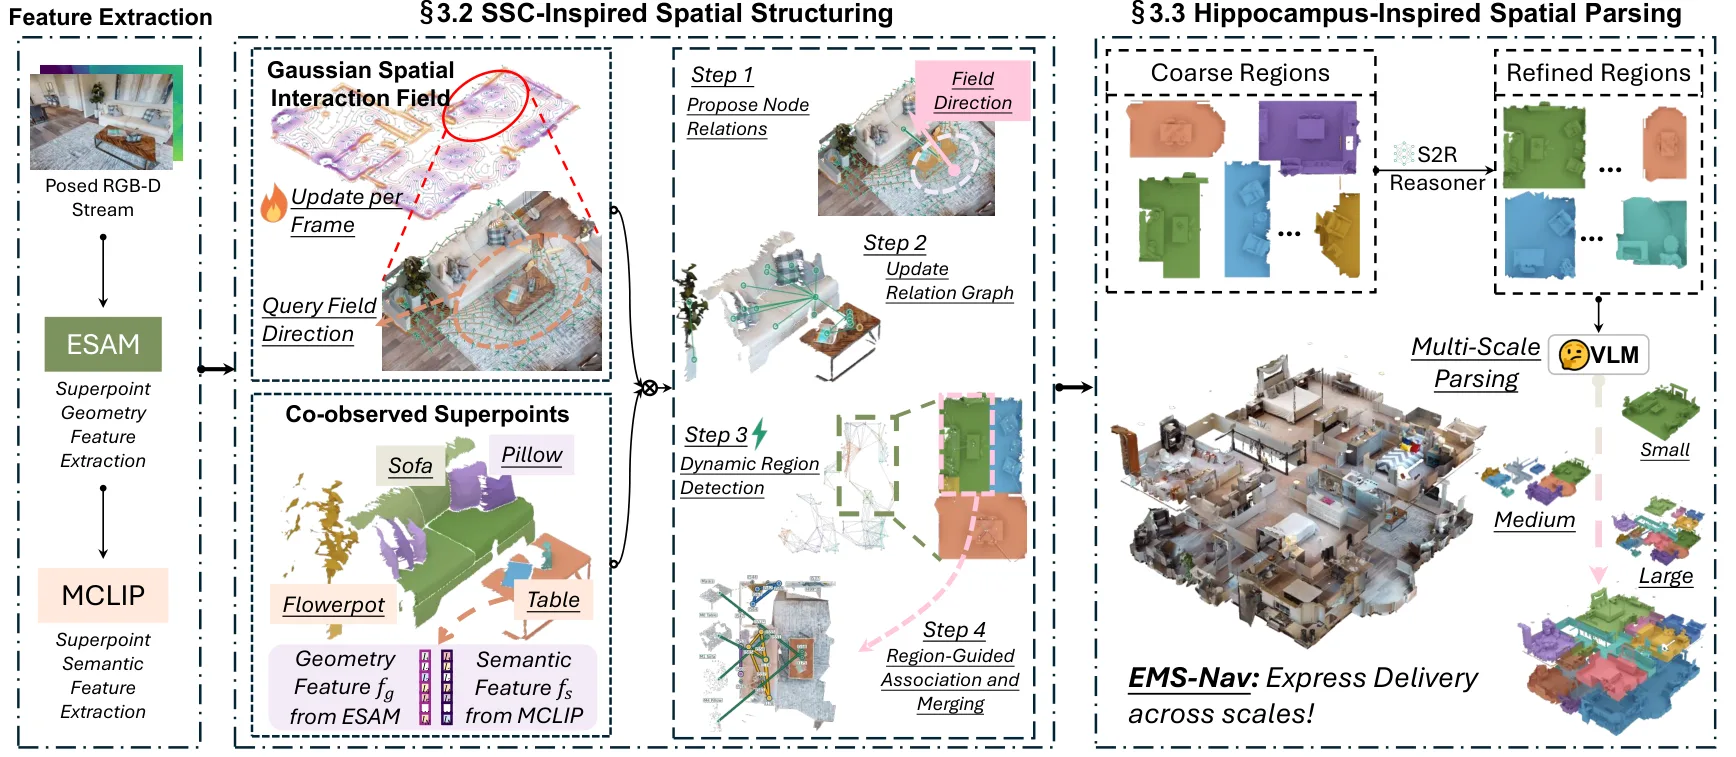 Feature Extraction
Posed RGB-D
Stream
ESAM
Superpoint
Geometry
Feature
Extraction
MCLIP
Superpoint
Semantic
Feature
Extraction
§3.2 SSC-Inspired Spatial Structuring
Gaussian Spatial
Interaction Field
Update per
Frame
Query Field
Direction
Co-observed Superpoints
Sofa
Pillow
Flowerpot
Table
Geometry
Feature f_g
from ESAM
Semantic
Feature f_s
from MCLIP
Step 1
Propose Node
Relations
Field
Direction
Step 2
Update
Relation Graph
Step 3
Dynamic Region
Detection
Step 4
Region-Guided
Association and
Merging
§3.3 Hippocampus-Inspired Spatial Parsing
Coarse Regions
S2R
Reasoner
Refined Regions
...
...
...
Multi-Scale
Parsing
VLM
Small
Medium
Large
EMS-Nav: Express Delivery
across scales!